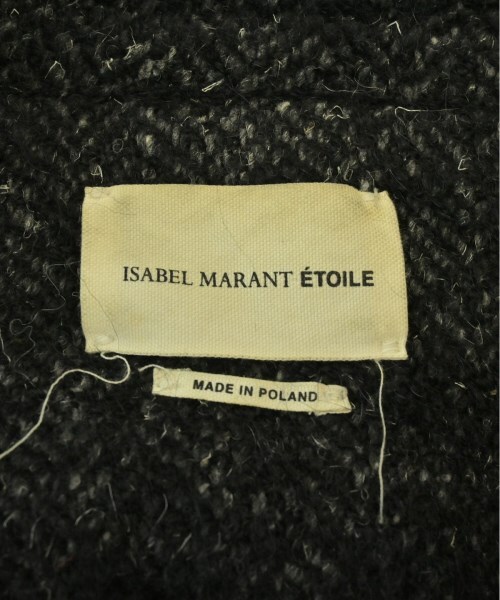 ISABEL MARANT ÉTOILE
MADE IN POLAND